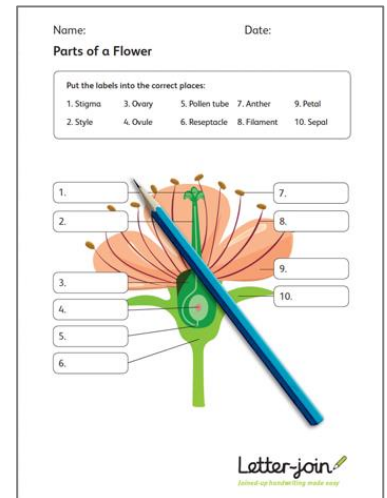 Name: Date:
Parts of a Flower
Put the labels into the correct places:
1. Stigma 3. Ovary 5. Pollen tube 7. Anther 9. Petal
2. Style 4. Ovule 6. Reseptacle 8. Filament 10. Sepal
1. 7.
2. 8.
9.
3.
10.
4.
5.
6.
Letter-join
Joined-up handwriting made easy